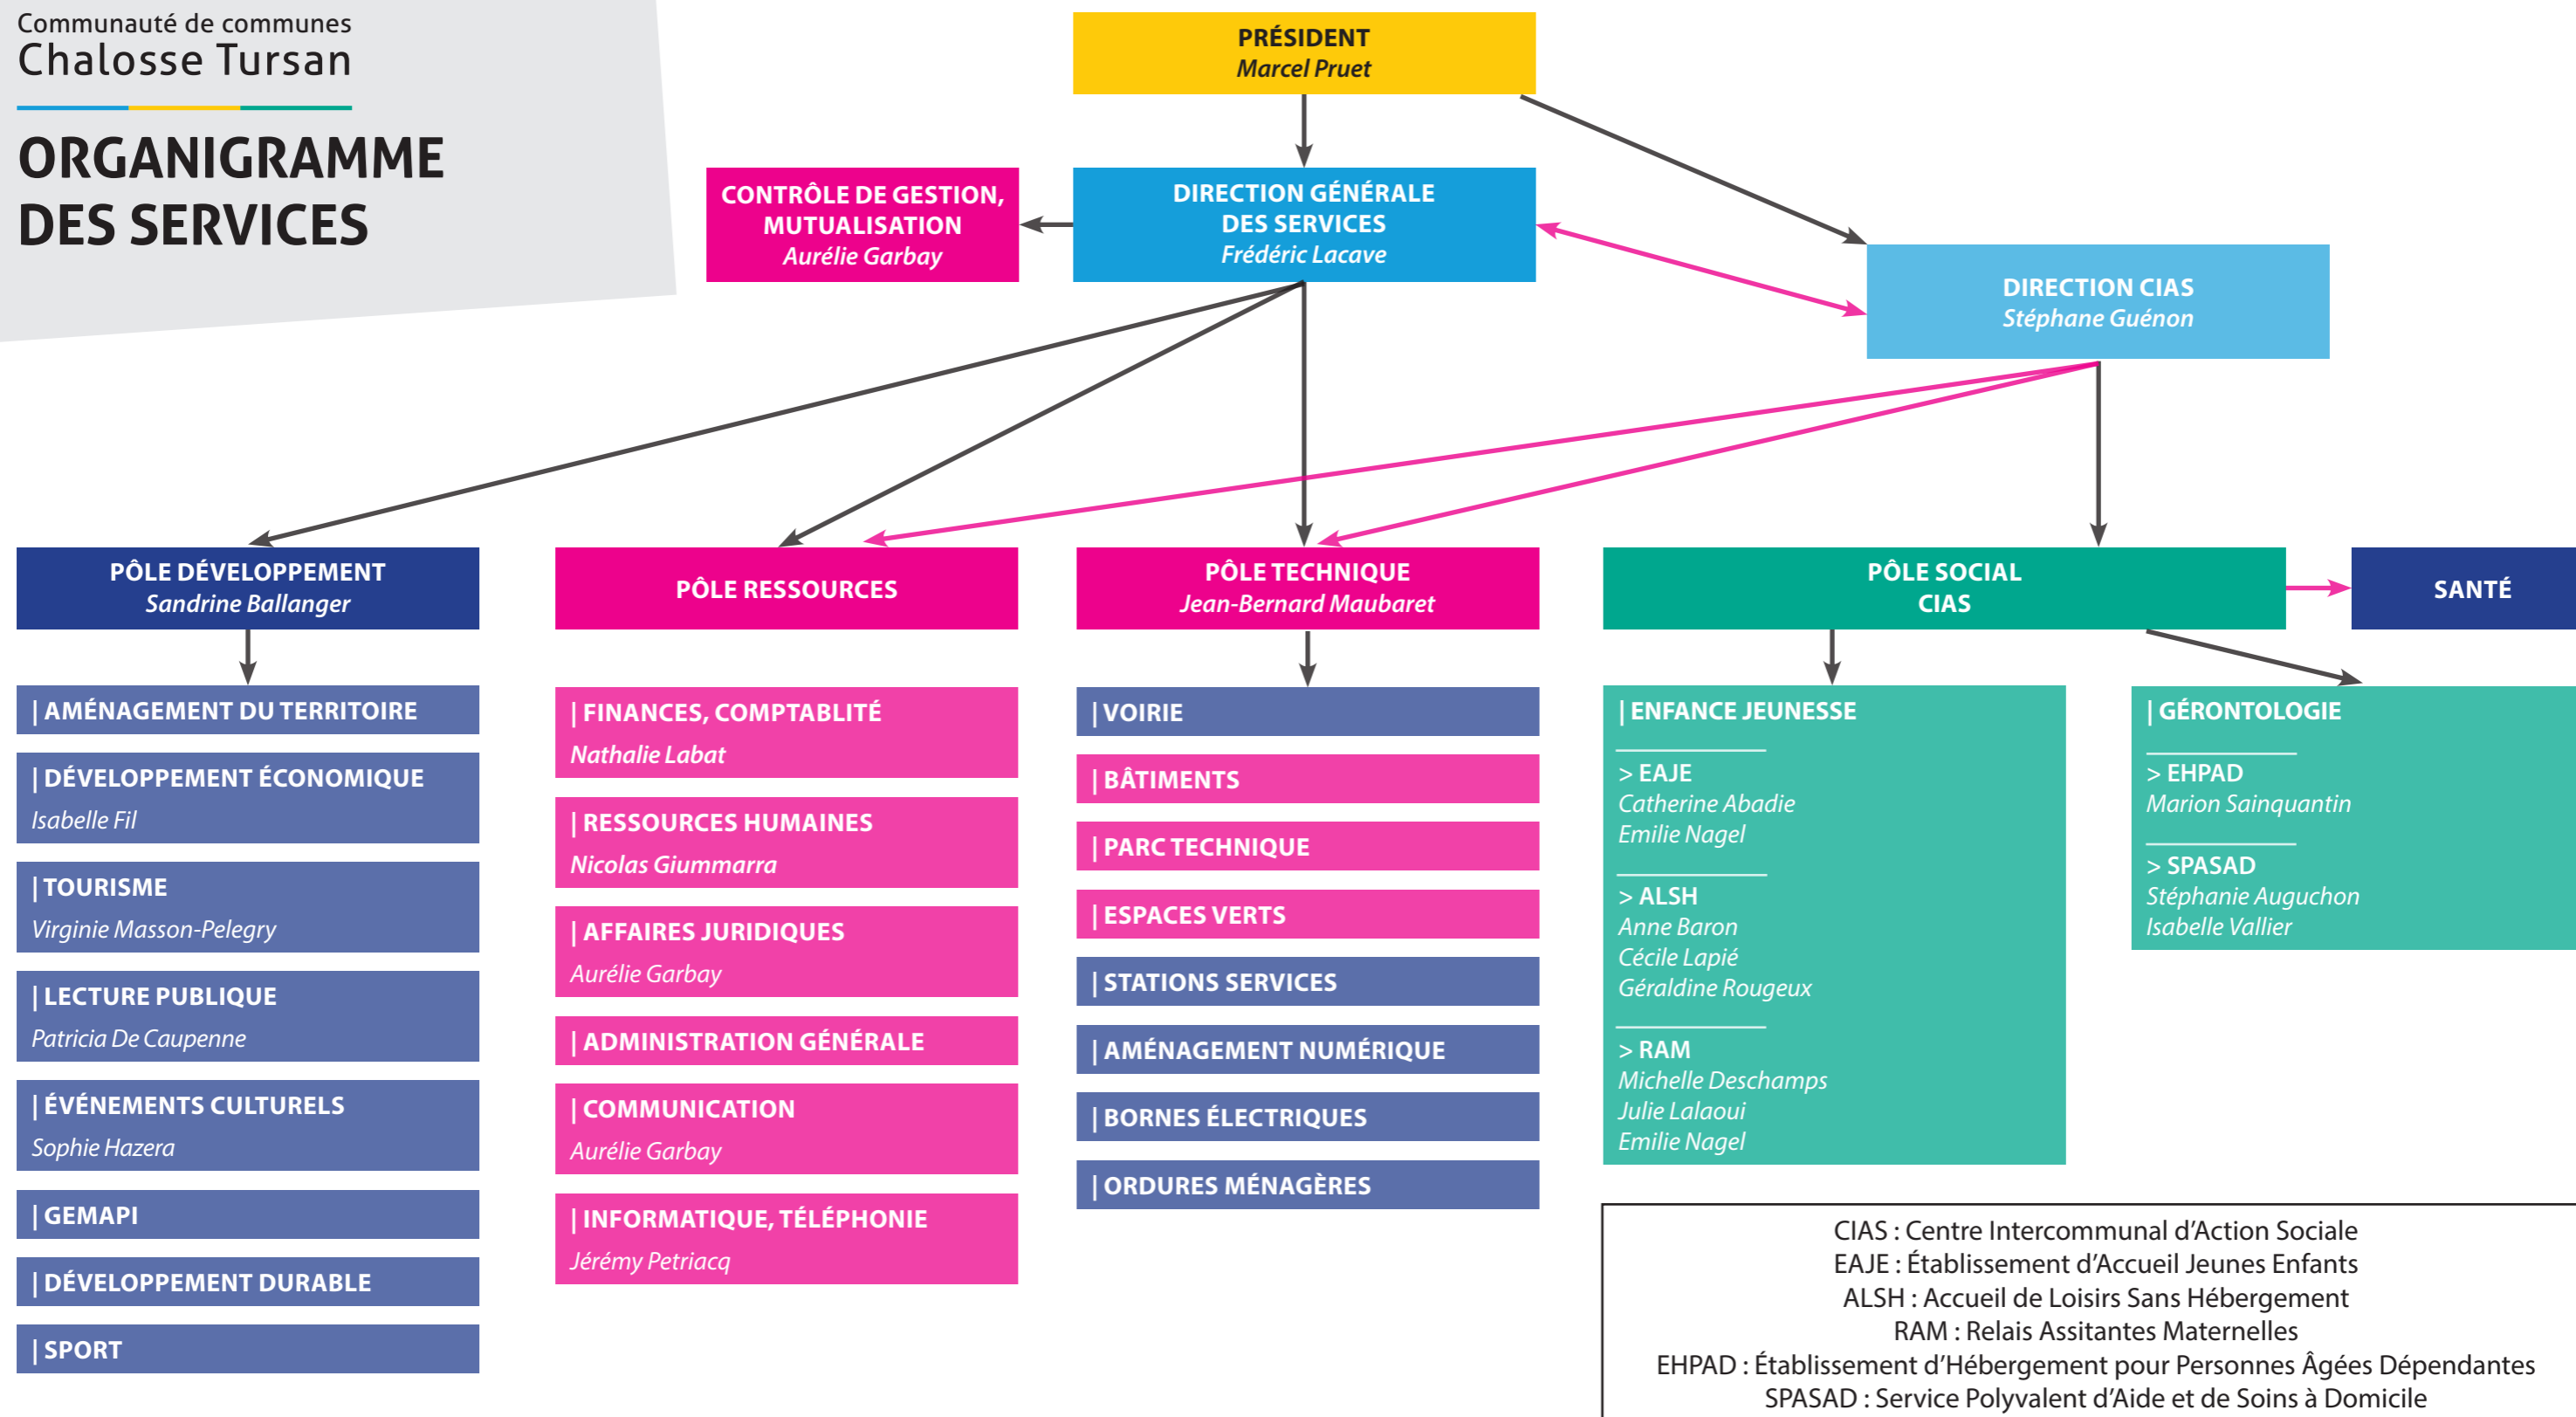 Communauté de communes
Chalosse Tursan
ORGANIGRAMME
DES SERVICES
PRÉSIDENT
Marcel Pruet
CONTRÔLE DE GESTION,
MUTUALISATION
Aurélie Garbay
DIRECTION GÉNÉRALE
DES SERVICES
Frédéric Lacave
DIRECTION CIAS
Stéphane Guénon
PÔLE DÉVELOPPEMENT
Sandrine Ballanger
| AMÉNAGEMENT DU TERRITOIRE
| DÉVELOPPEMENT ÉCONOMIQUE
Isabelle Fil
| TOURISME
Virginie Masson-Pelegry
| LECTURE PUBLIQUE
Patricia De Caupenne
| ÉVÉNEMENTS CULTURELS
Sophie Hazera
| GEMAPI
| DÉVELOPPEMENT DURABLE
| SPORT
PÔLE RESSOURCES
| FINANCES, COMPTABLITÉ
Nathalie Labat
| RESSOURCES HUMAINES
Nicolas Giummarra
| AFFAIRES JURIDIQUES
Aurélie Garbay
| ADMINISTRATION GÉNÉRALE
| COMMUNICATION
Aurélie Garbay
| INFORMATIQUE, TÉLÉPHONIE
Jérémy Petriacq
PÔLE TECHNIQUE
Jean-Bernard Maubaret
| VOIRIE
| BÂTIMENTS
| PARC TECHNIQUE
| ESPACES VERTS
| STATIONS SERVICES
| AMÉNAGEMENT NUMÉRIQUE
| BORNES ÉLECTRIQUES
| ORDURES MÉNAGÈRES
PÔLE SOCIAL
CIAS
SANTÉ
| ENFANCE JEUNESSE
> EAJE
Catherine Abadie
Emilie Nagel
> ALSH
Anne Baron
Cécile Lapié
Géraldine Rougeux
> RAM
Michelle Deschamps
Julie Lalaoui
Emilie Nagel
| GÉRONTOLOGIE
> EHPAD
Marion Sainquantin
> SPASAD
Stéphanie Auguchon
Isabelle Vallier
CIAS : Centre Intercommunal d’Action Sociale
EAJE : Établissement d’Accueil Jeunes Enfants
ALSH : Accueil de Loisirs Sans Hébergement
RAM : Relais Assitantes Maternelles
EHPAD : Établissement d’Hébergement pour Personnes Âgées Dépendantes
SPASAD : Service Polyvalent d’Aide et de Soins à Domicile